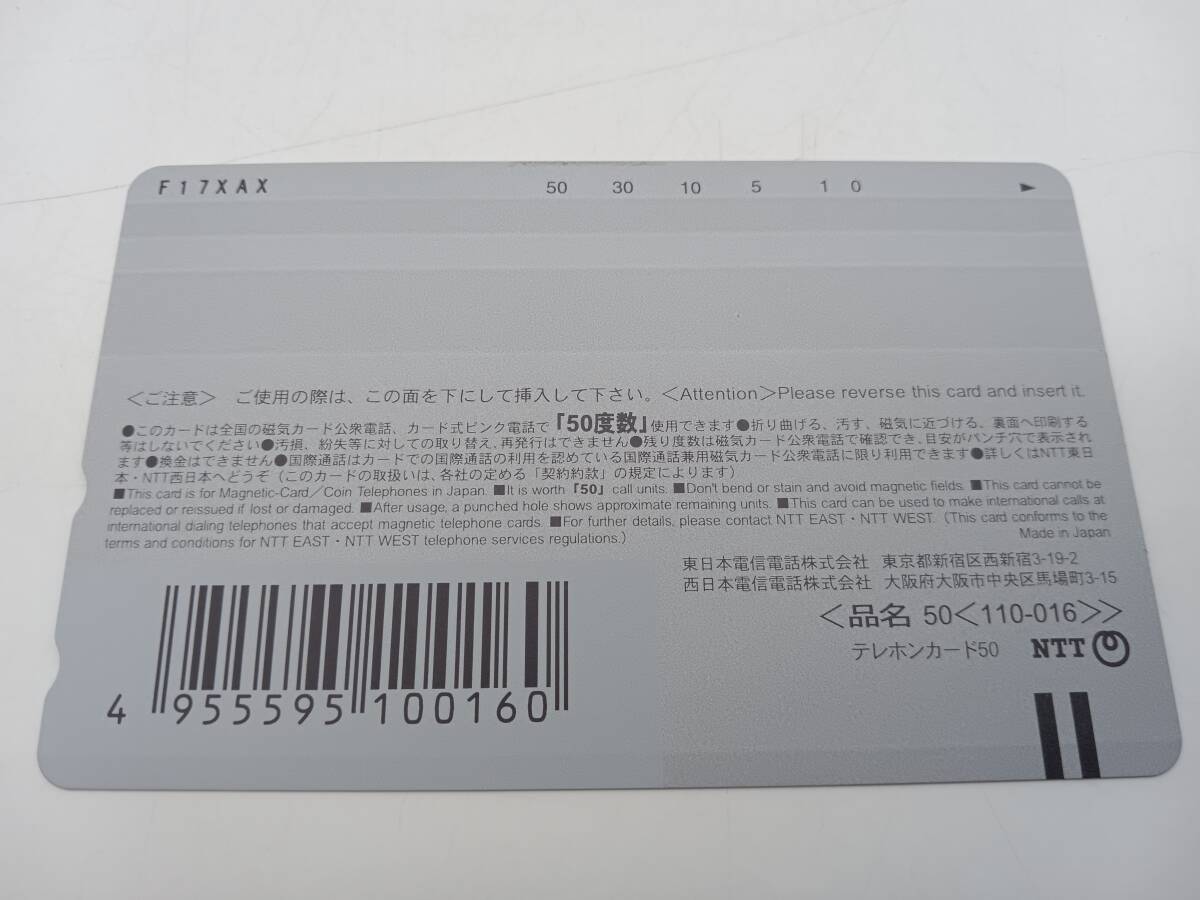 F17XAX 50 30 10 5 1 0
＜ご注意＞ ご使用の際は、この面を下にして挿入して下さい。＜Attention＞Please reverse this card and insert it.
●このカードは全国の磁気カード公衆電話、カード式ピンク電話で「50度数」使用できます●折り曲げる、汚す、磁気に近づける、裏面へ印刷する
等はしないでください●汚損、紛失等に対しての取り替え、再発行はできません●残り度数は磁気カード公衆電話で確認でき、目安がパンチ穴で表示され
ます●換金はできません●国際通話はカードでの国際通話の利用を認めている国際通話兼用磁気カード公衆電話に限り利用できます●詳しくはNTT東日
本・NTT西日本へどうぞ（このカードの取扱いは、各社の定める「契約約款」の規定によります）
■This card is for Magnetic-Card／Coin Telephones in Japan. ■It is worth「50」call units. ■Don't bend or stain and avoid magnetic fields. ■This card cannot be
replaced or reissued if lost or damaged. ■After usage, a punched hole shows approximate remaining units. ■This card can be used to make international calls at
international dialing telephones that accept magnetic telephone cards. ■For further details, please contact NTT EAST・NTT WEST. (This card conforms to the
terms and conditions for NTT EAST・NTT WEST telephone services regulations.) Made in Japan
東日本電信電話株式会社 東京都新宿区西新宿3-19-2
西日本電信電話株式会社 大阪府大阪市中央区馬場町3-15
＜品名 50＜110-016＞＞
テレホンカード50 NTT
4 955595 100160